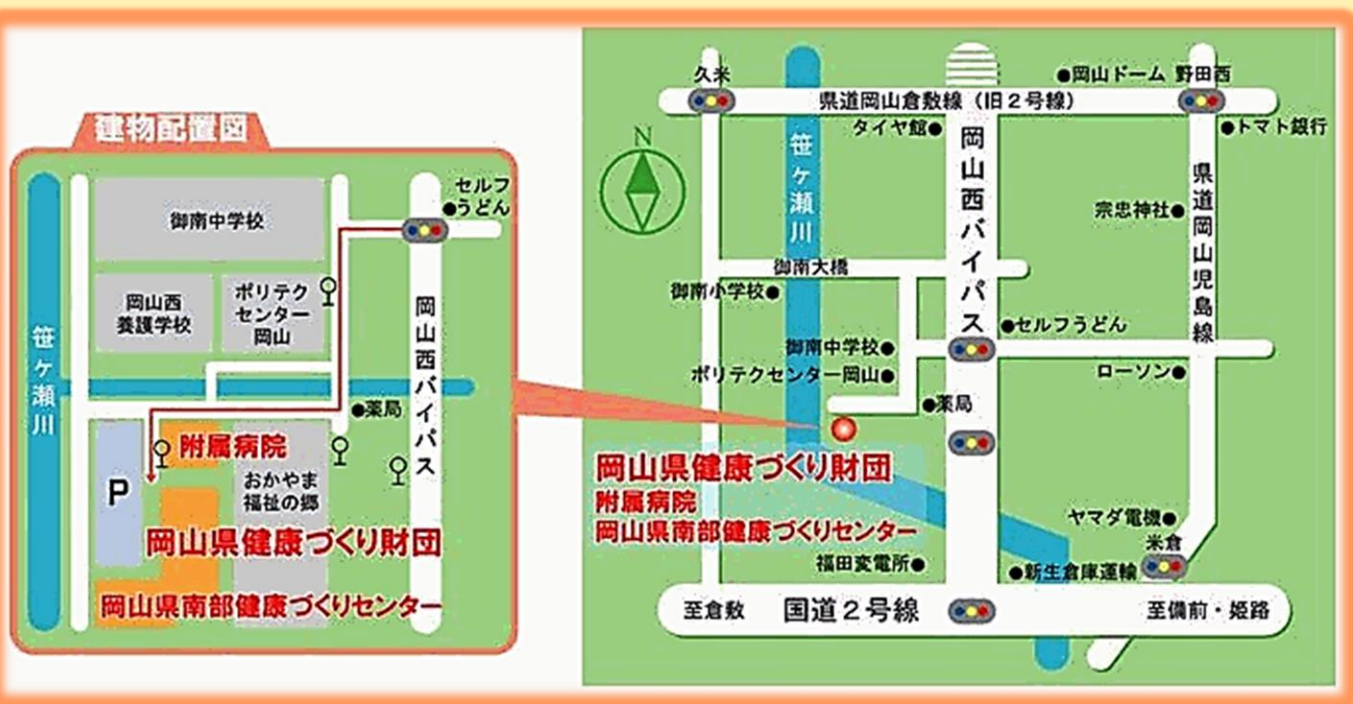 建物配置図
セルフ
うどん
御南中学校
岡山西
養護学校
ポリテク
センター
岡山
笹ヶ瀬川
岡山西バイパス
薬局
P
附属病院
おかやま
福祉の郷
岡山県健康づくり財団
岡山県南部健康づくりセンター
久米
岡山ドーム
野田西
県道岡山倉敷線（旧２号線）
タイヤ館
トマト銀行
N
笹ヶ瀬川
岡山西バイパス
県道岡山児島線
宗忠神社
御南大橋
御南小学校
セルフうどん
御南中学校
ポリテクセンター岡山
ローソン
薬局
岡山県健康づくり財団
附属病院
岡山県南部健康づくりセンター
ヤマダ電機
米倉
福田変電所
新生倉庫運輸
至倉敷
国道２号線
至備前・姫路